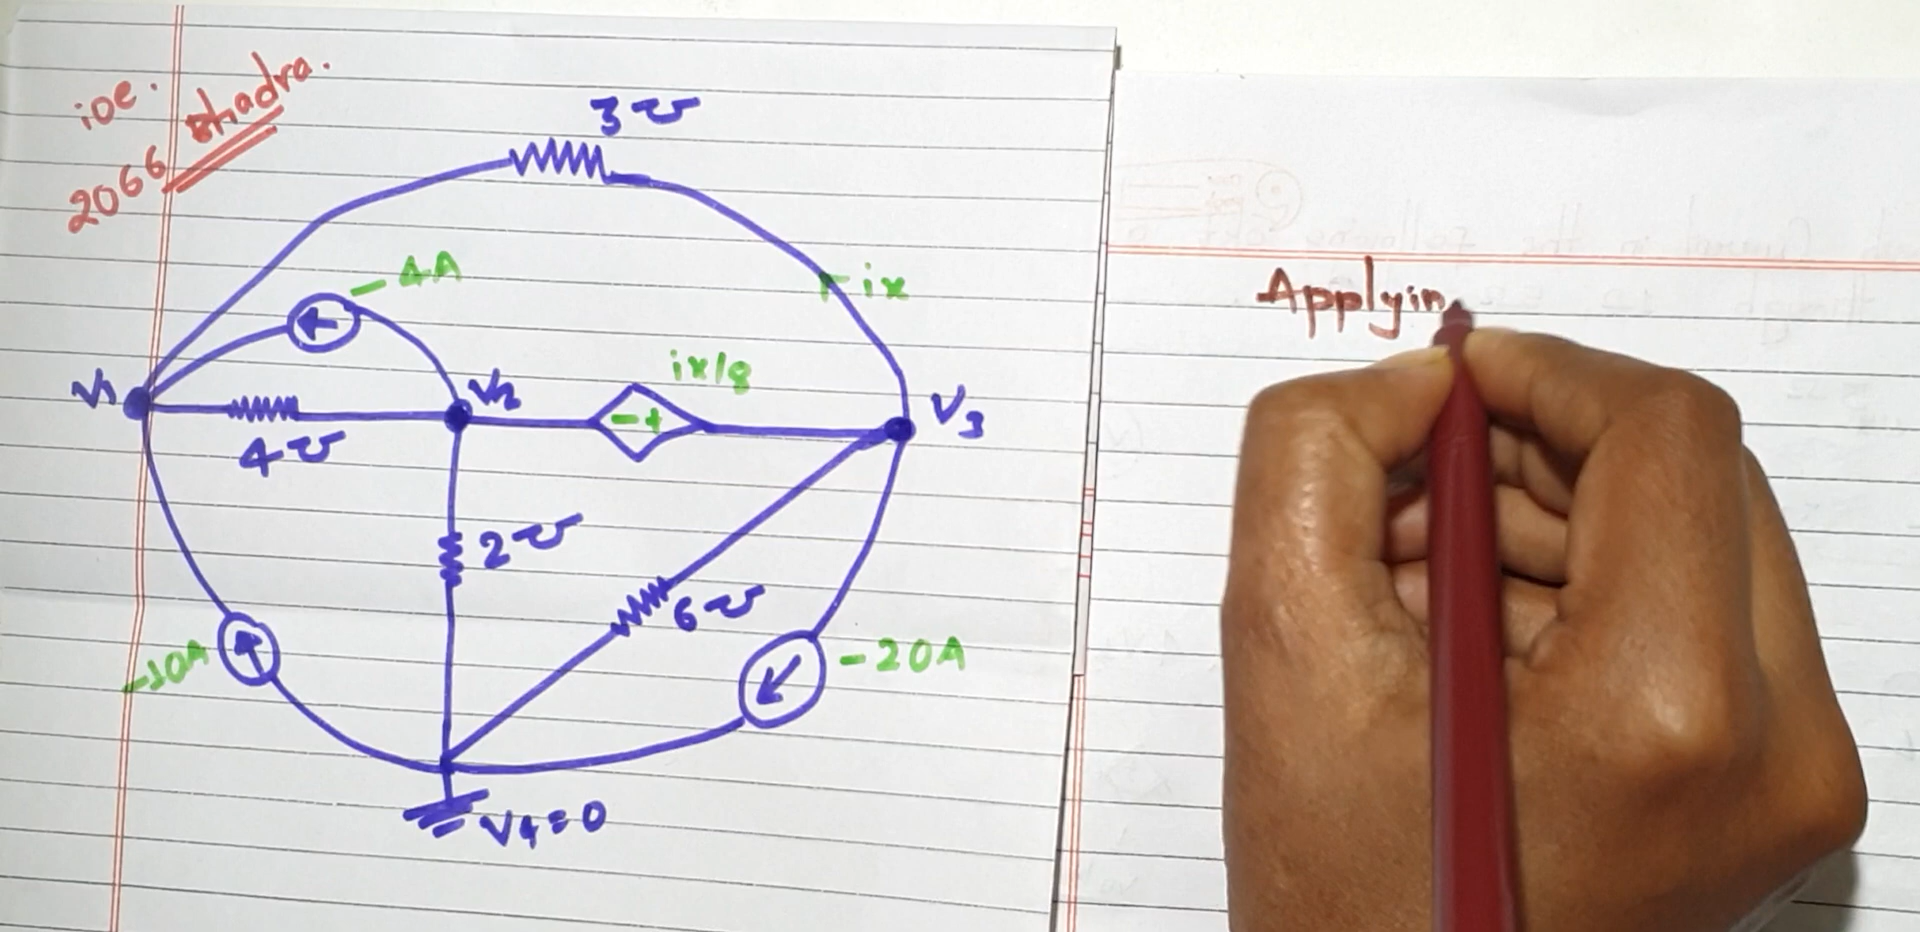 ioe.
2066 Bhadra.
3℧
-4A
ix
V1
V2
ix/8
- +
V3
4℧
2℧
6℧
-10A
-20A
V4=0
Applyin